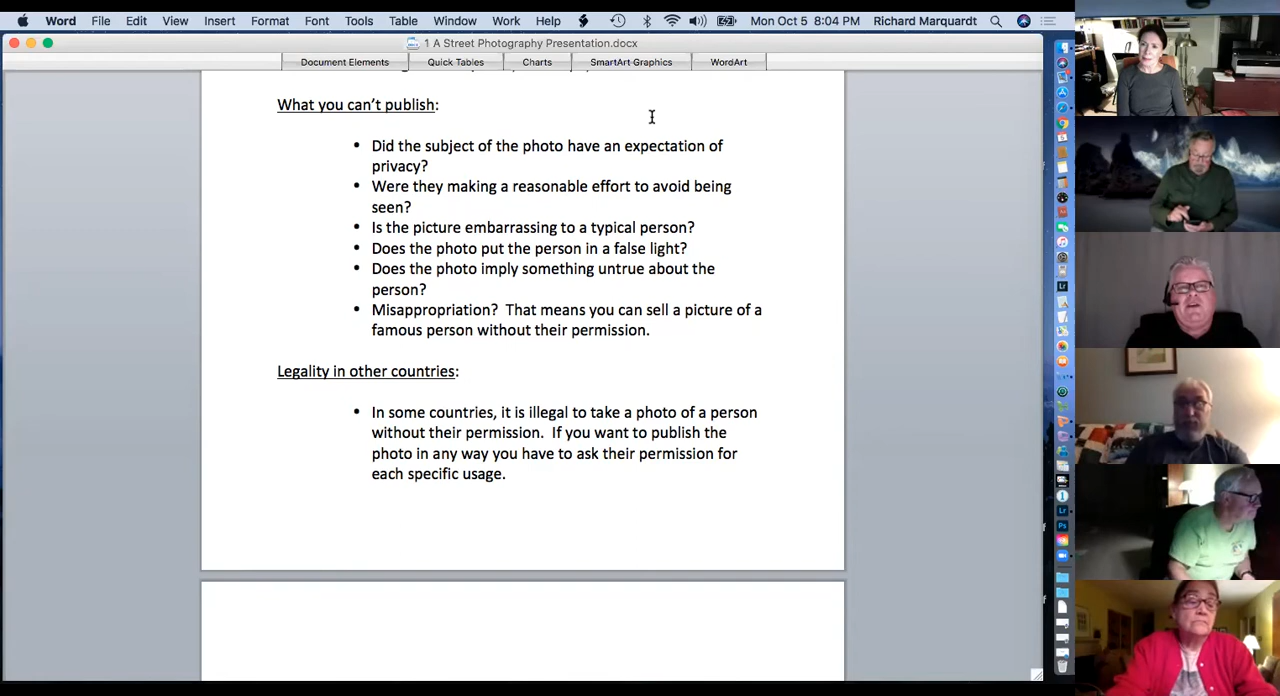 Word File Edit View Insert Format Font Tools Table Window Work Help Mon Oct 5 8:04 PM Richard Marquardt
1 A Street Photography Presentation.docx
Document Elements Quick Tables Charts SmartArt Graphics WordArt
What you can’t publish:
• Did the subject of the photo have an expectation of
privacy?
• Were they making a reasonable effort to avoid being
seen?
• Is the picture embarrassing to a typical person?
• Does the photo put the person in a false light?
• Does the photo imply something untrue about the
person?
• Misappropriation?  That means you can sell a picture of a
famous person without their permission.
Legality in other countries:
• In some countries, it is illegal to take a photo of a person
without their permission.  If you want to publish the
photo in any way you have to ask their permission for
each specific usage.
Lr
Lr
Ps